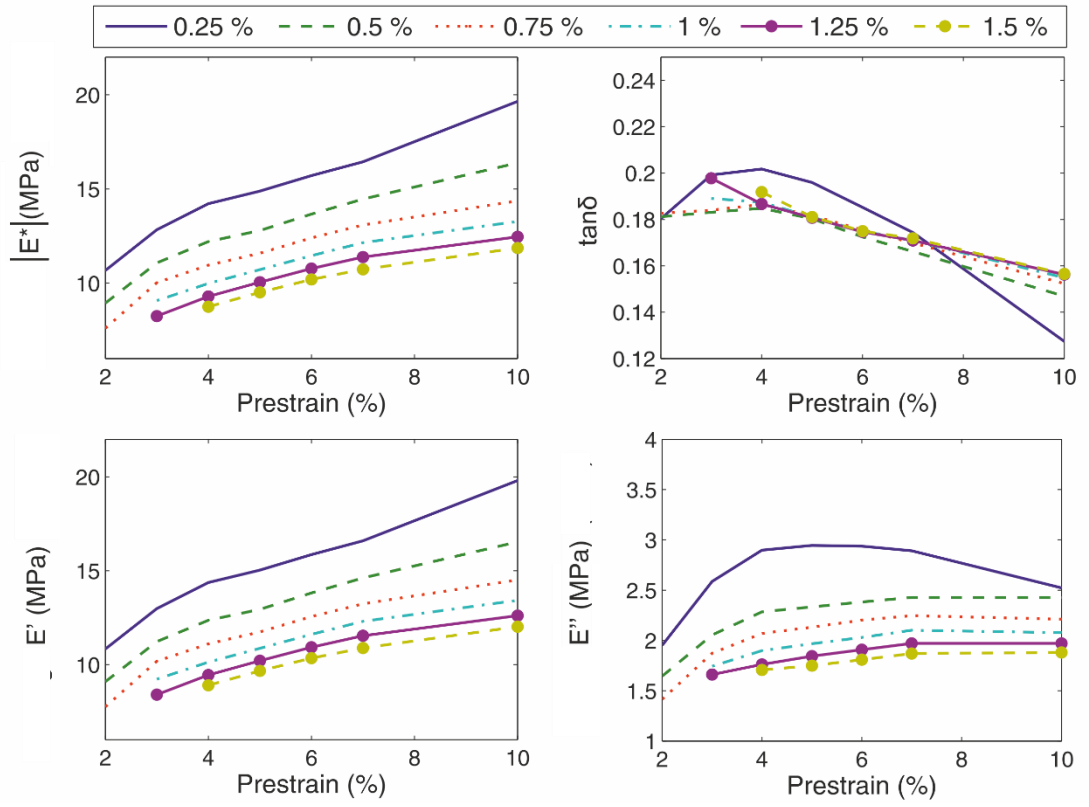 0.25 % 0.5 % 0.75 % 1 % 1.25 % 1.5 %
|E*|(MPa)
20
15
10
2 4 6 8 10
Prestrain (%)
tanδ
0.24
0.22
0.2
0.18
0.16
0.14
0.12
2 4 6 8 10
Prestrain (%)
E' (MPa)
20
15
10
2 4 6 8 10
Prestrain (%)
E'' (MPa)
4
3.5
3
2.5
2
1.5
1
2 4 6 8 10
Prestrain (%)